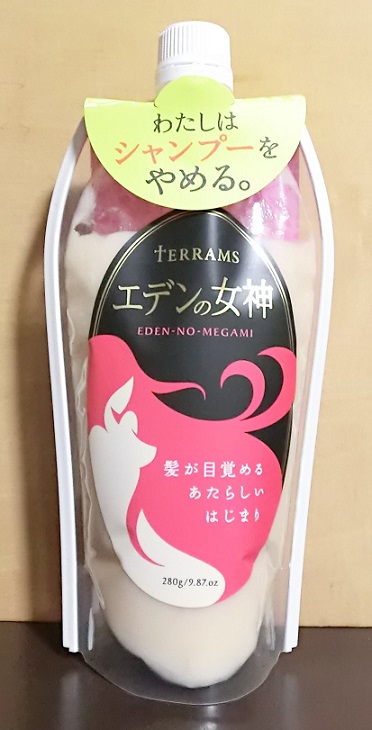 わたしは
シャンプーを
やめる。
TERRAMS
エデンの女神
EDEN-NO-MEGAMI
髪が目覚める
あたらしい
はじまり
280g/9.87oz